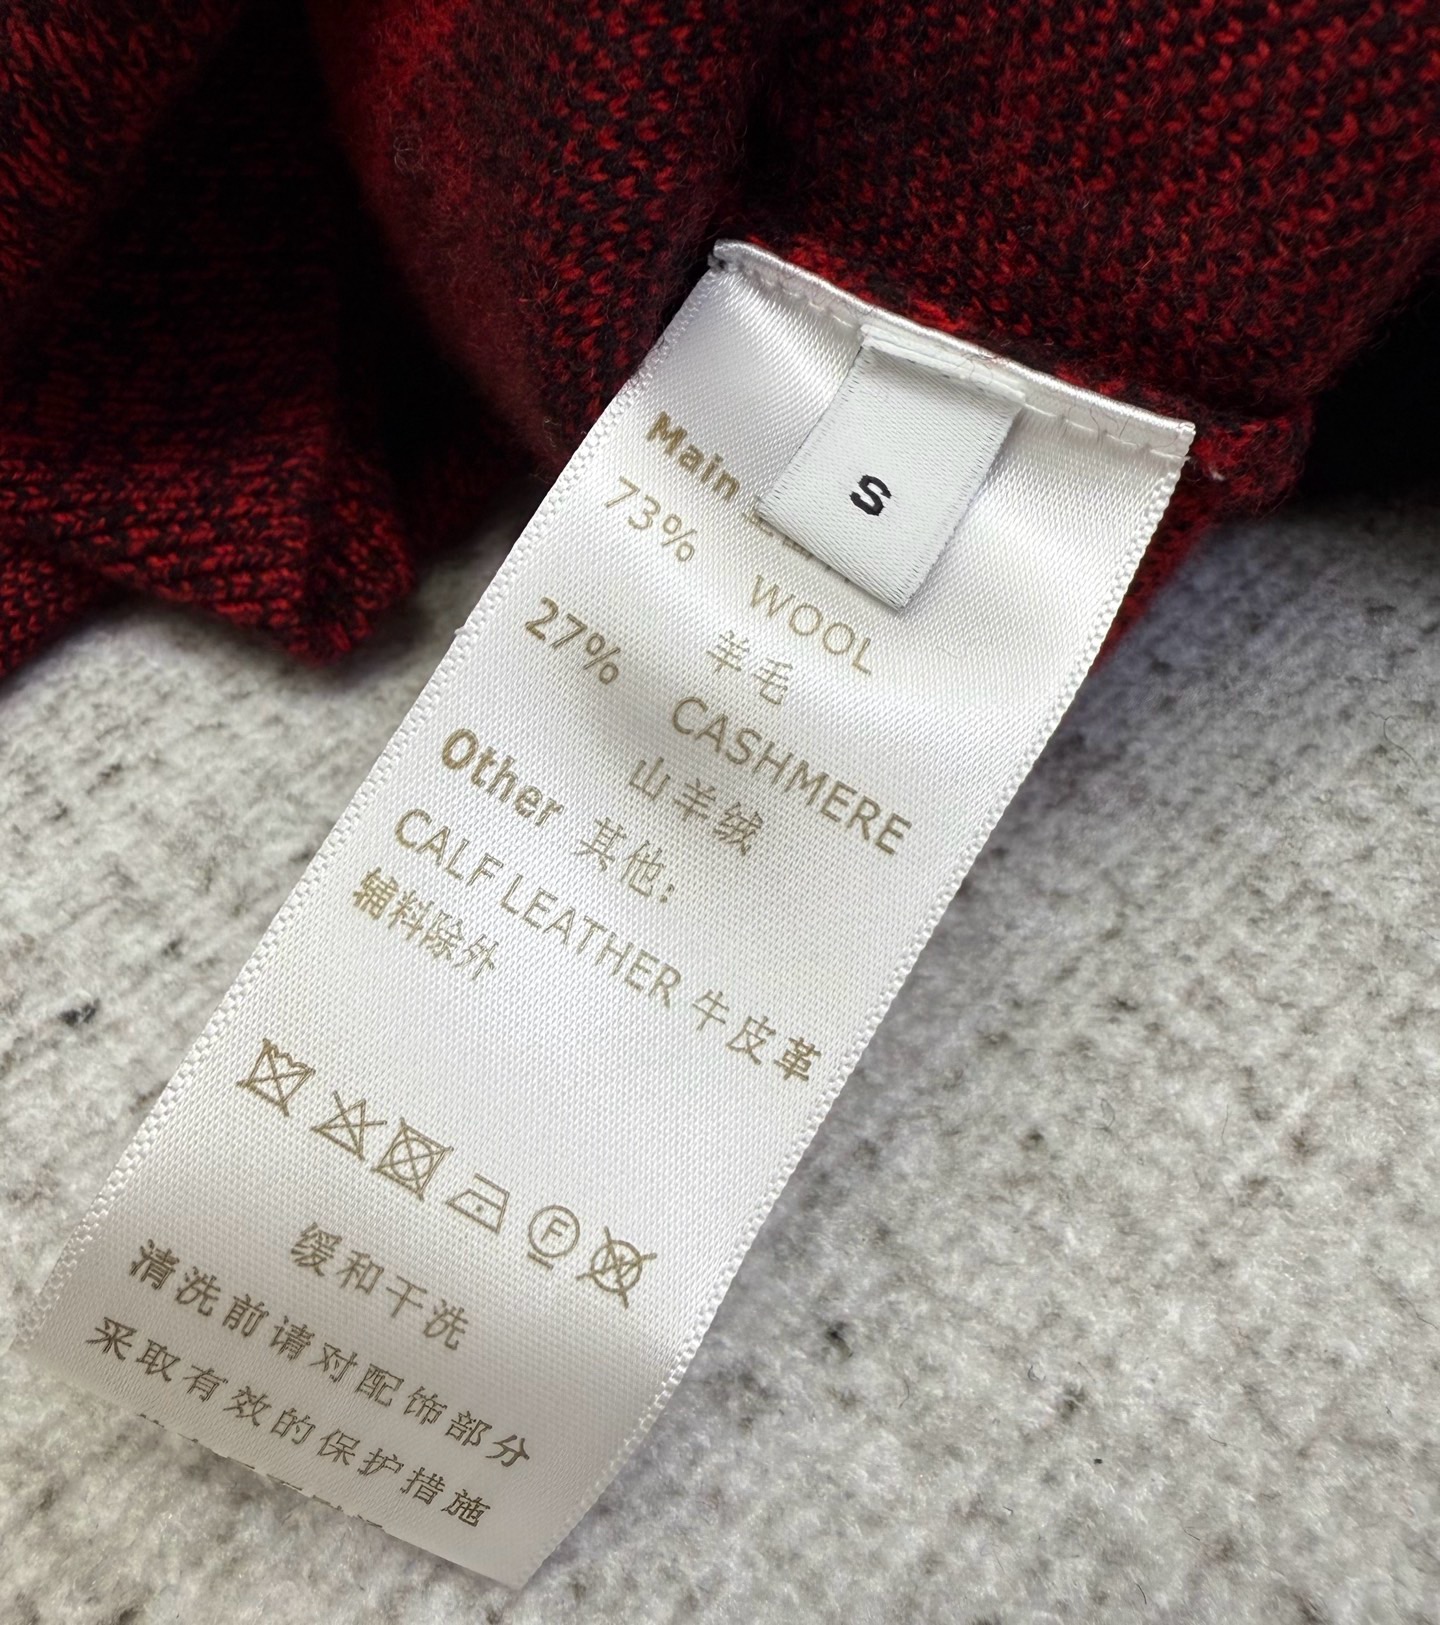 S
Main
73% WOOL
羊毛
27% CASHMERE
山羊绒
Other 其他:
CALF LEATHER 牛皮革
辅料除外
F
W
缓和干洗
清洗前请对配饰部分
采取有效的保护措施